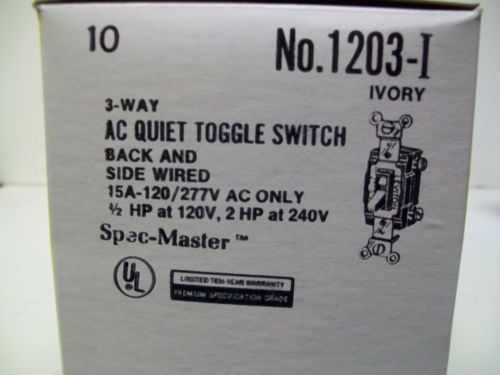 10
No.1203-I
IVORY
3-WAY
AC QUIET TOGGLE SWITCH
BACK AND
SIDE WIRED
15A-120/277V AC ONLY
½ HP at 120V, 2 HP at 240V
Spec-Master™
UL
LIMITED TEN-YEAR WARRANTY
PREMIUM SPECIFICATION GRADE